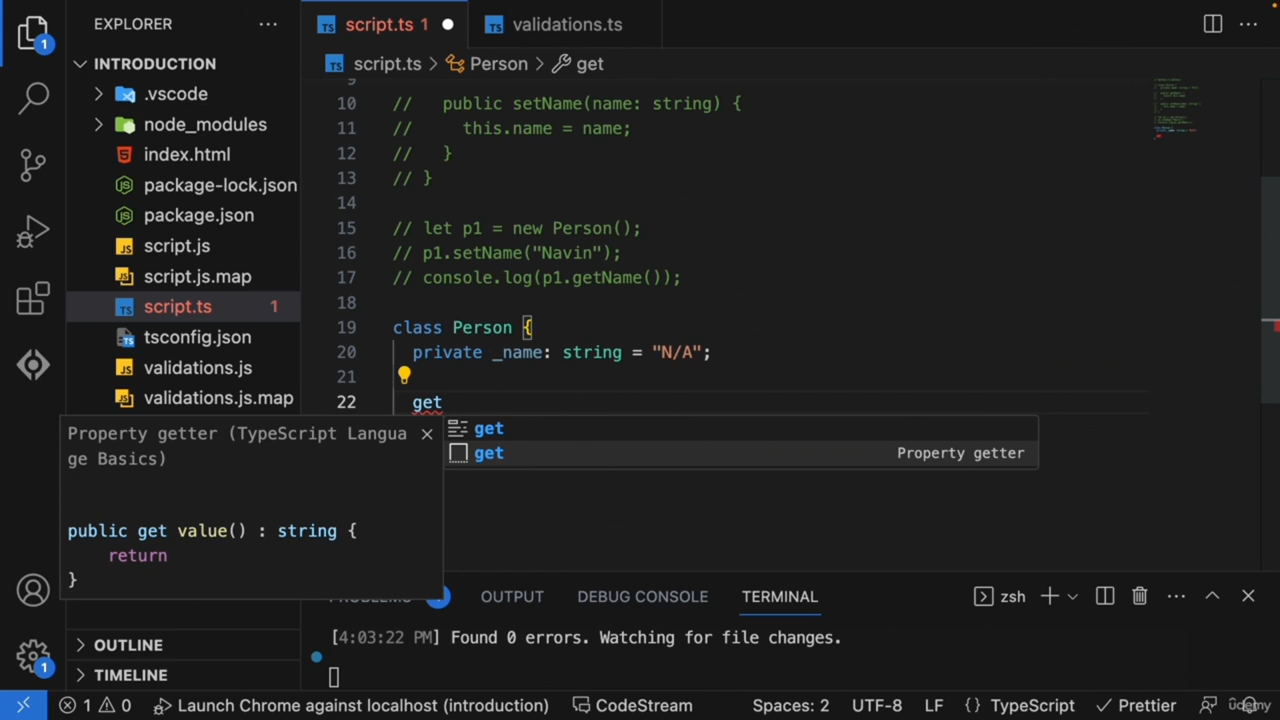 EXPLORER
script.ts 1
validations.ts
INTRODUCTION
script.ts > Person > get
.vscode
node_modules
index.html
package-lock.json
package.json
script.js
script.js.map
script.ts 1
tsconfig.json
validations.js
validations.js.map
10 // public setName(name: string) {
11 // this.name = name;
12 // }
13 // }
14
15 // let p1 = new Person();
16 // p1.setName("Navin");
17 // console.log(p1.getName());
18
19 class Person {
20 private _name: string = "N/A";
21
22 get
get
get Property getter
Property getter (TypeScript Langua
ge Basics)
public get value() : string {
return
}
OUTPUT
DEBUG CONSOLE
TERMINAL
zsh
[4:03:22 PM] Found 0 errors. Watching for file changes.
OUTLINE
TIMELINE
1 0 Launch Chrome against localhost (introduction) CodeStream Spaces: 2 UTF-8 LF {} TypeScript Prettier
1
1
udemy